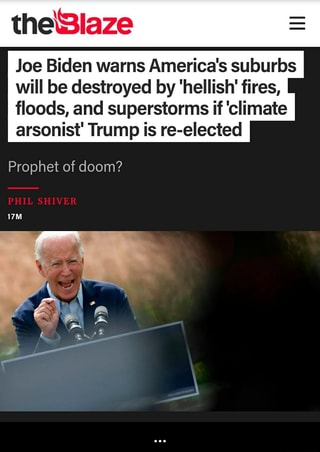 theBlaze
Joe Biden warns America's suburbs
will be destroyed by 'hellish' fires,
floods, and superstorms if 'climate
arsonist' Trump is re-elected
Prophet of doom?
PHIL SHIVER
17M